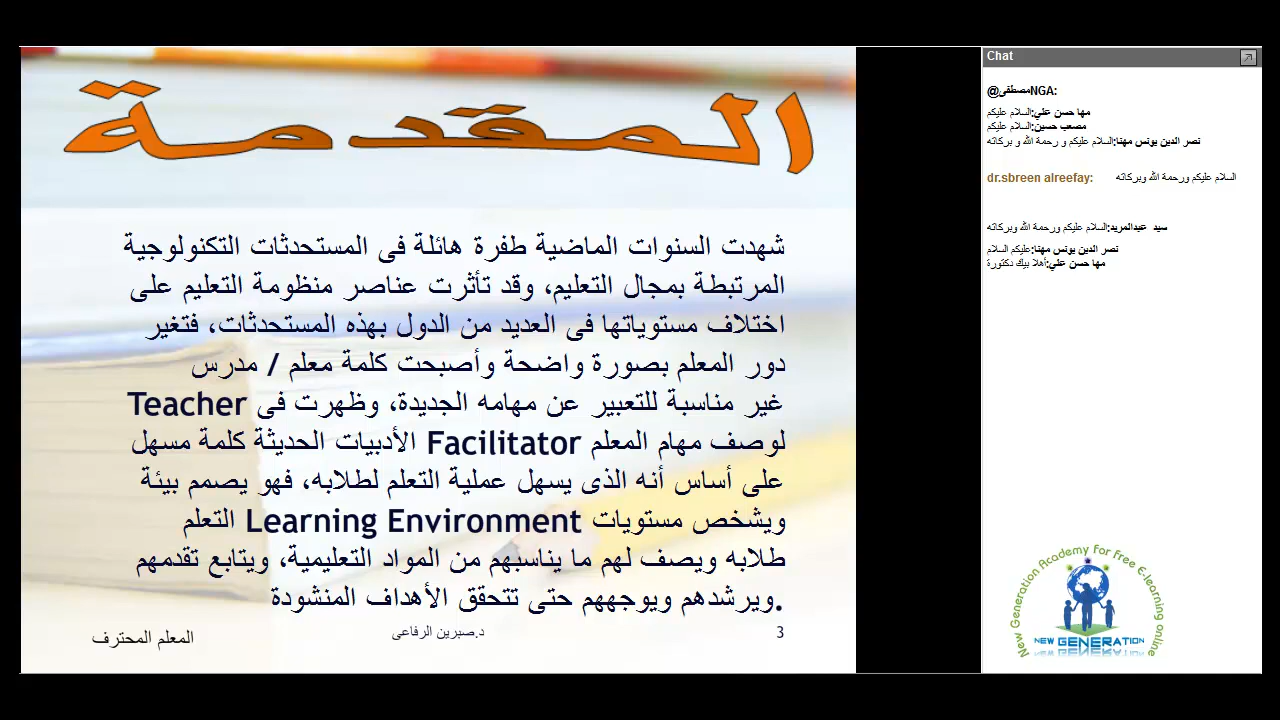 المقدمة
شهدت السنوات الماضية طفرة هائلة فى المستحدثات التكنولوجية
المرتبطة بمجال التعليم، وقد تأثرت عناصر منظومة التعليم على
اختلاف مستوياتها فى العديد من الدول بهذه المستحدثات، فتغير
دور المعلم بصورة واضحة وأصبحت كلمة معلم / مدرس
غير مناسبة للتعبير عن مهامه الجديدة، وظهرت فى Teacher
لوصف مهام المعلم Facilitator الأدبيات الحديثة كلمة مسهل
على أساس أنه الذى يسهل عملية التعلم لطلابه، فهو يصمم بيئة
ويشخص مستويات Learning Environment التعلم
طلابه ويصف لهم ما يناسبهم من المواد التعليمية، ويتابع تقدمهم
ويرشدهم ويوجههم حتى تتحقق الأهداف المنشودة.
3
د.صبرين الرفاعى
المعلم المحترف
Chat
@مصطفىNGA:
مها حسن علي:السلام عليكم
مصعب حسين:السلام عليكم
نصر الدين يونس مهنا:السلام عليكم و رحمة الله و بركاته
dr.sbreen alreefay: السلام عليكم ورحمة الله وبركاته
سيد عبدالمريد:السلام عليكم ورحمة الله وبركاته
نصر الدين يونس مهنا:عليكم السلام
مها حسن علي:أهلا بيك دكتورة
New Generation Academy For Free E-learning online
NEW GENERATION